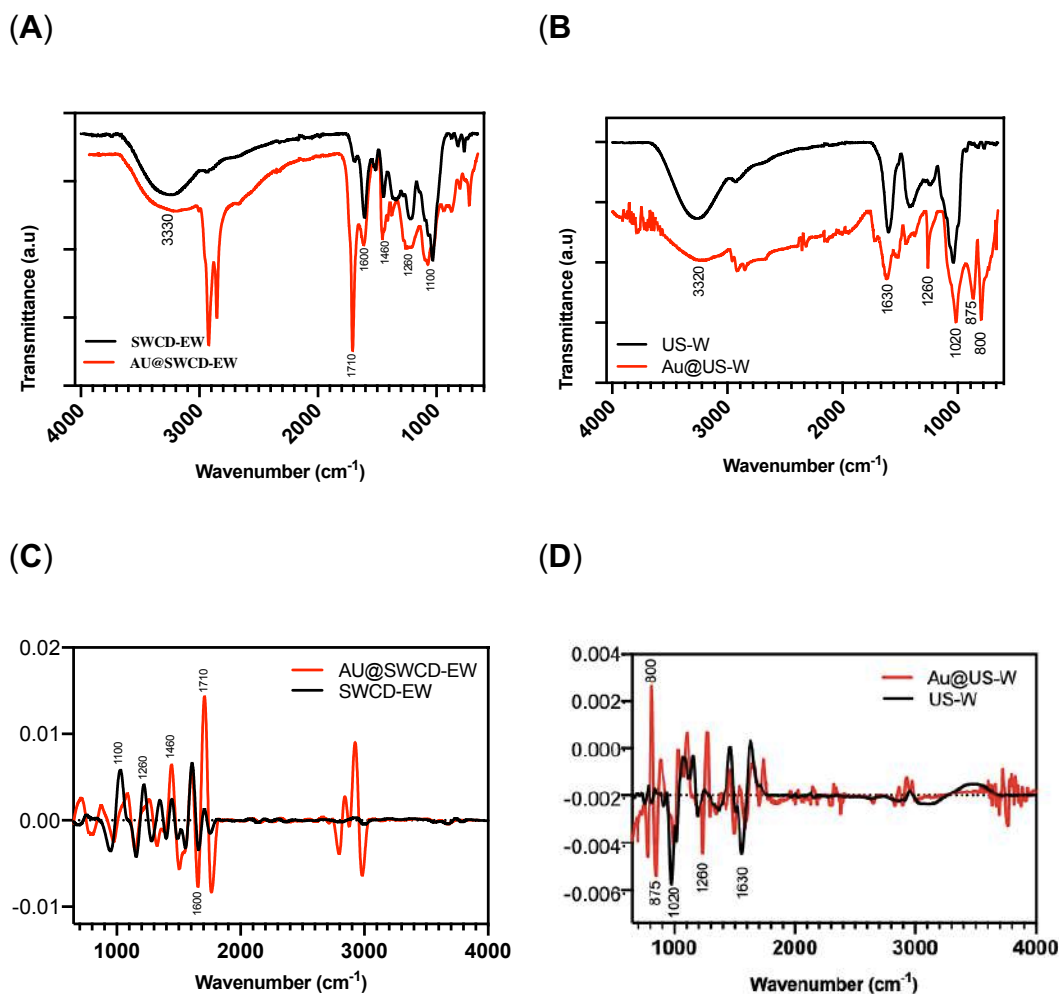 (A)
Transmittance (a.u)
3330
1710
1600
1460
1260
1100
SWCD-EW
AU@SWCD-EW
4000
3000
2000
1000
Wavenumber (cm-1)
(B)
Transmittance (a.u)
3320
1630
1260
1020
875
800
US-W
Au@US-W
4000
3000
2000
1000
Wavenumber (cm-1)
(C)
0.02
0.01
0.00
-0.01
1100
1260
1460
1710
1600
AU@SWCD-EW
SWCD-EW
1000
2000
3000
4000
Wavenumber (cm-1)
(D)
0.004
0.002
0.000
-0.002
-0.004
-0.006
800
875
1020
1260
1630
Au@US-W
US-W
1000
2000
3000
4000
Wavenumber (cm-1)